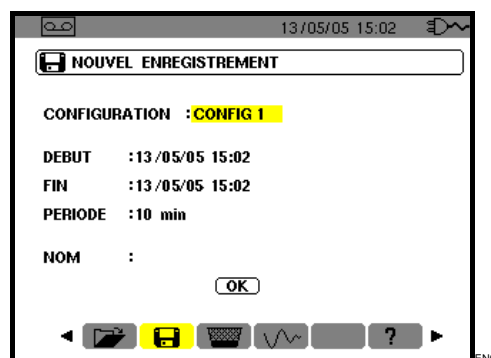 13/05/05 15:02
NOUVEL ENREGISTREMENT
CONFIGURATION :CONFIG 1
DEBUT :13/05/05 15:02
FIN :13/05/05 15:02
PERIODE :10 min
NOM :
OK
?